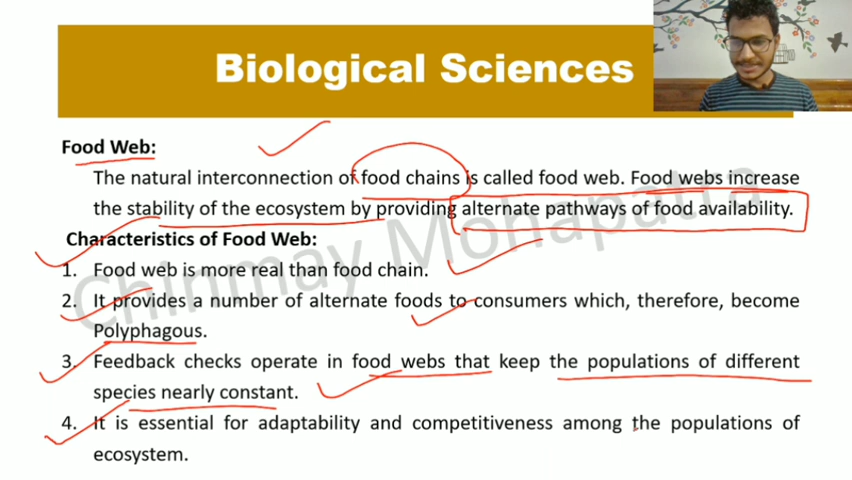 Biological Sciences
Food Web:
The natural interconnection of food chains is called food web. Food webs increase
the stability of the ecosystem by providing alternate pathways of food availability.
Characteristics of Food Web:
1. Food web is more real than food chain.
2. It provides a number of alternate foods to consumers which, therefore, become
Polyphagous.
3. Feedback checks operate in food webs that keep the populations of different
species nearly constant.
4. It is essential for adaptability and competitiveness among the populations of
ecosystem.
Chinmay Mohapatra